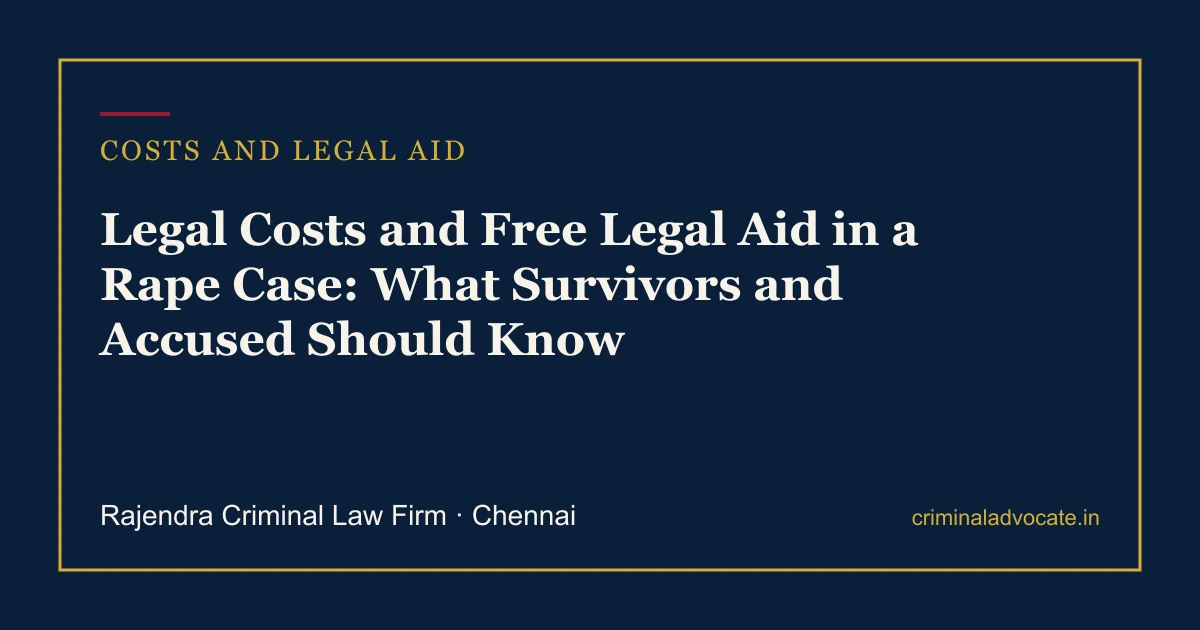 COSTS AND LEGAL AID
Legal Costs and Free Legal Aid in a
Rape Case: What Survivors and
Accused Should Know
Rajendra Criminal Law Firm · Chennai
criminaladvocate.in